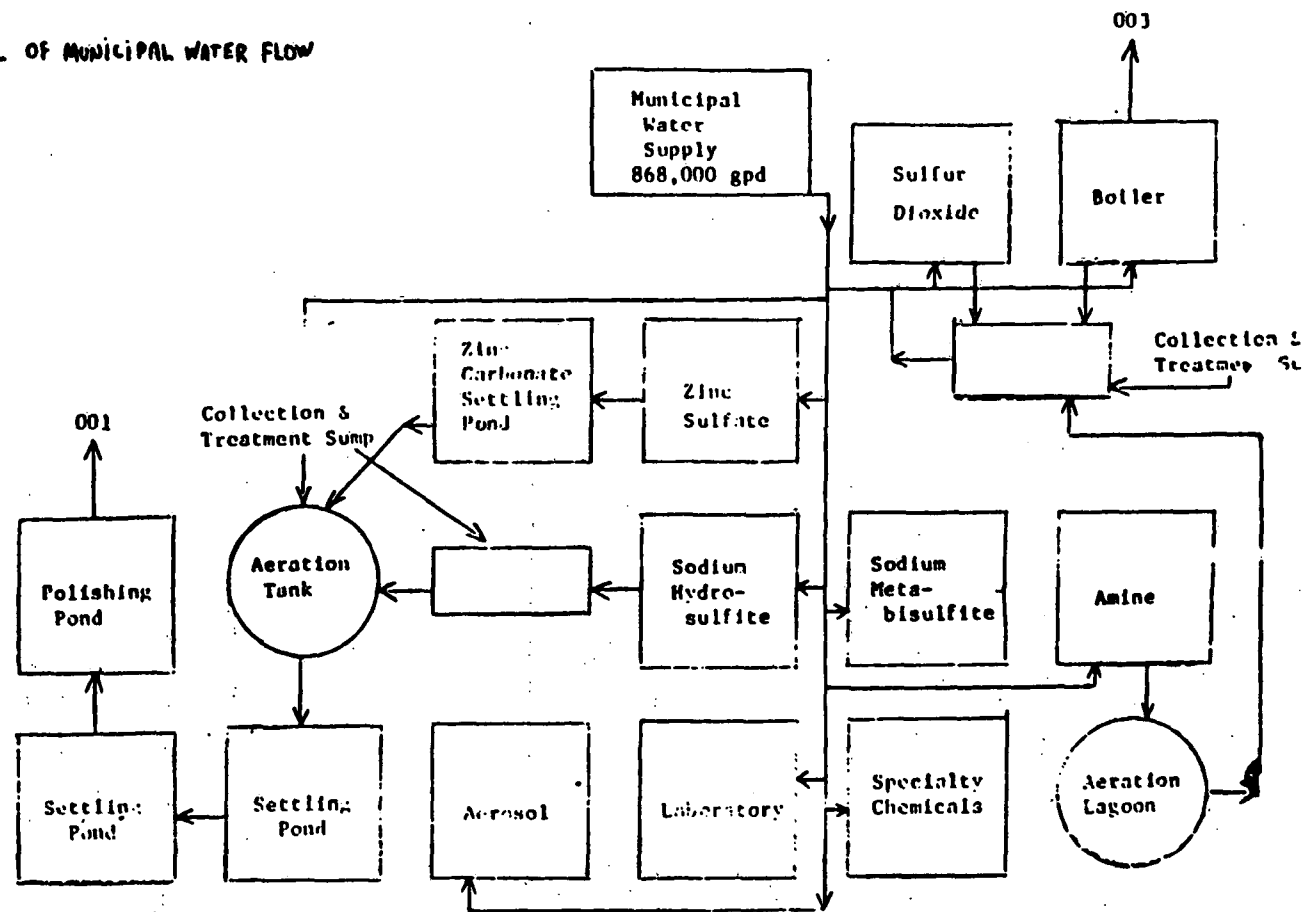 OF MUNICIPAL WATER FLOW
003
Municipal
Water
Supply
868,000 gpd
Sulfur
Dioxide
Boiler
Collection &
Zinc
Carbonate
Settling
Pond
Zinc
Sulfate
Collection &
Treatment Sump
001
Polishing
Pond
Aeration
Tank
Sodium
Hydro-
sulfite
Sodium
Meta-
bisulfite
Amine
Settling
Pond
Settling
Pond
Aerosol
Laboratory
Specialty
Chemicals
Aeration
Lagoon